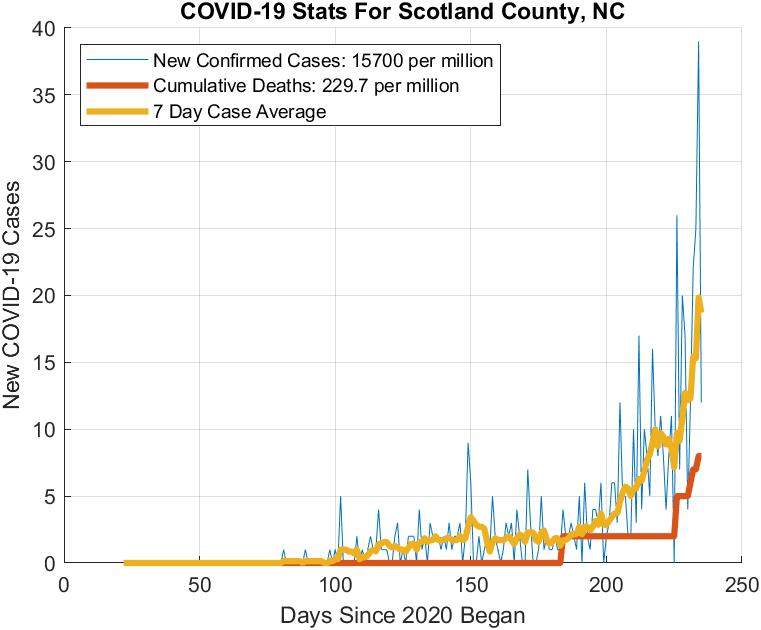 COVID-19 Stats For Scotland County, NC
New Confirmed Cases: 15700 per million
Cumulative Deaths: 229.7 per million
7 Day Case Average
New COVID-19 Cases
40
35
30
25
20
15
10
5
0
0 50 100 150 200 250
Days Since 2020 Began